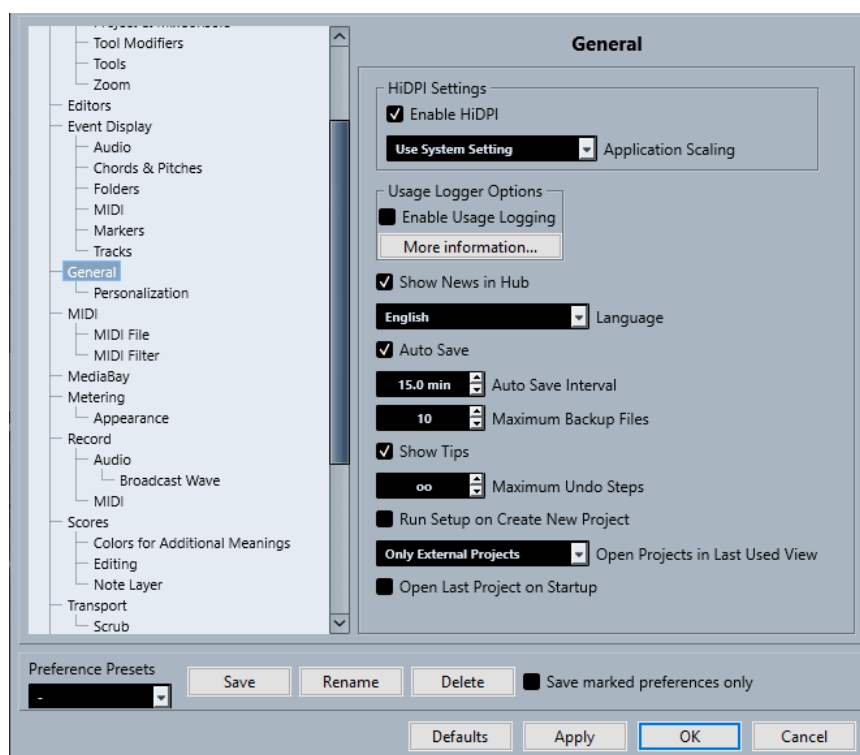 Tool Modifiers
Tools
Zoom
Editors
Event Display
Audio
Chords & Pitches
Folders
MIDI
Markers
Tracks
General
Personalization
MIDI
MIDI File
MIDI Filter
MediaBay
Metering
Appearance
Record
Audio
Broadcast Wave
MIDI
Scores
Colors for Additional Meanings
Editing
Note Layer
Transport
Scrub
General
HiDPI Settings
Enable HiDPI
Use System Setting Application Scaling
Usage Logger Options
Enable Usage Logging
More information...
Show News in Hub
English Language
Auto Save
15.0 min Auto Save Interval
10 Maximum Backup Files
Show Tips
oo Maximum Undo Steps
Run Setup on Create New Project
Only External Projects Open Projects in Last Used View
Open Last Project on Startup
Preference Presets
- Save Rename Delete Save marked preferences only
Defaults Apply OK Cancel